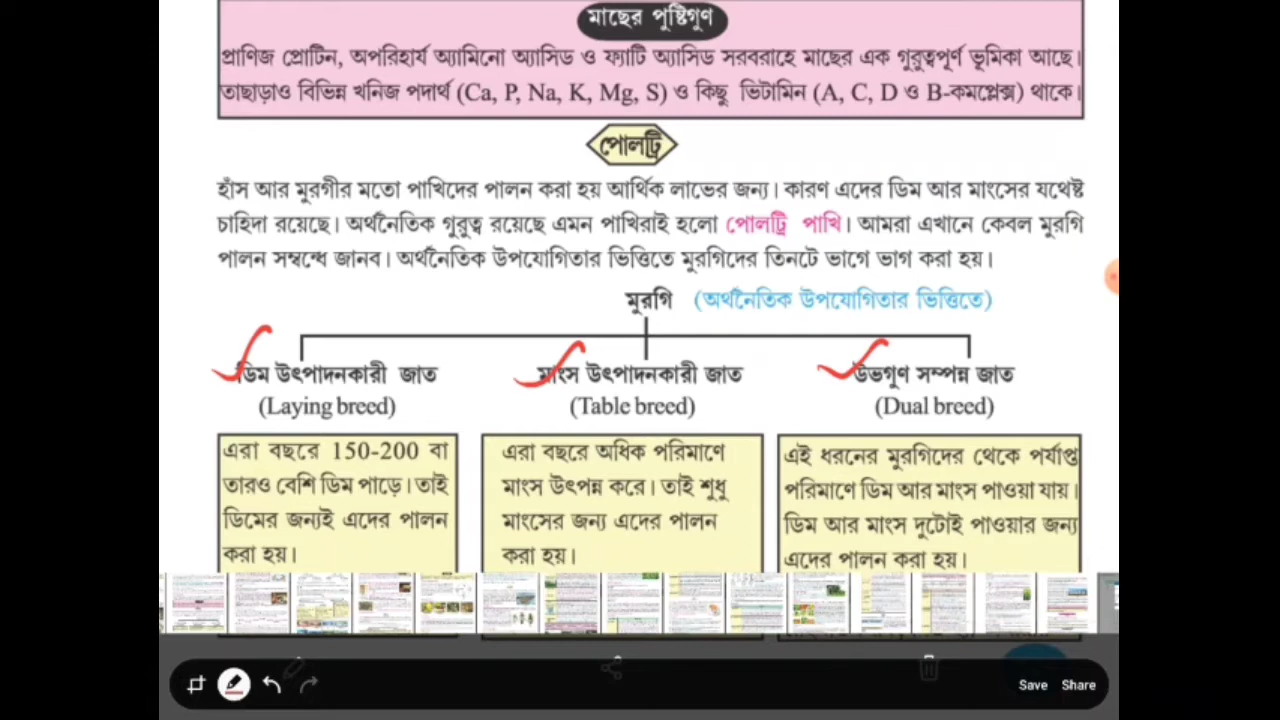 মাছের পুষ্টিগুণ
প্রাণিজ প্রোটিন, অপরিহার্য অ্যামিনো অ্যাসিড ও ফ্যাটি অ্যাসিড সরবরাহে মাছের এক গুরুত্বপূর্ণ ভূমিকা আছে।
তাছাড়াও বিভিন্ন খনিজ পদার্থ (Ca, P, Na, K, Mg, S) ও কিছু ভিটামিন (A, C, D ও B-কমপ্লেক্স) থাকে।
পোলট্রি
হাঁস আর মুরগীর মতো পাখিদের পালন করা হয় আর্থিক লাভের জন্য। কারণ এদের ডিম আর মাংসের যথেষ্ট
চাহিদা রয়েছে। অর্থনৈতিক গুরুত্ব রয়েছে এমন পাখিরাই হলো পোলট্রি পাখি। আমরা এখানে কেবল মুরগি
পালন সম্বন্ধে জানব। অর্থনৈতিক উপযোগিতার ভিত্তিতে মুরগিদের তিনটে ভাগে ভাগ করা হয়।
মুরগি (অর্থনৈতিক উপযোগিতার ভিত্তিতে)
ডিম উৎপাদনকারী জাত
(Laying breed)
এরা বছরে 150-200 বা
তারও বেশি ডিম পাড়ে। তাই
ডিমের জন্যই এদের পালন
করা হয়।
মাংস উৎপাদনকারী জাত
(Table breed)
এরা বছরে অধিক পরিমাণে
মাংস উৎপন্ন করে। তাই শুধু
মাংসের জন্য এদের পালন
করা হয়।
উভগুণ সম্পন্ন জাত
(Dual breed)
এই ধরনের মুরগিদের থেকে পর্যাপ্ত
পরিমাণে ডিম আর মাংস পাওয়া যায়।
ডিম আর মাংস দুটোই পাওয়ার জন্য
এদের পালন করা হয়।
Save Share